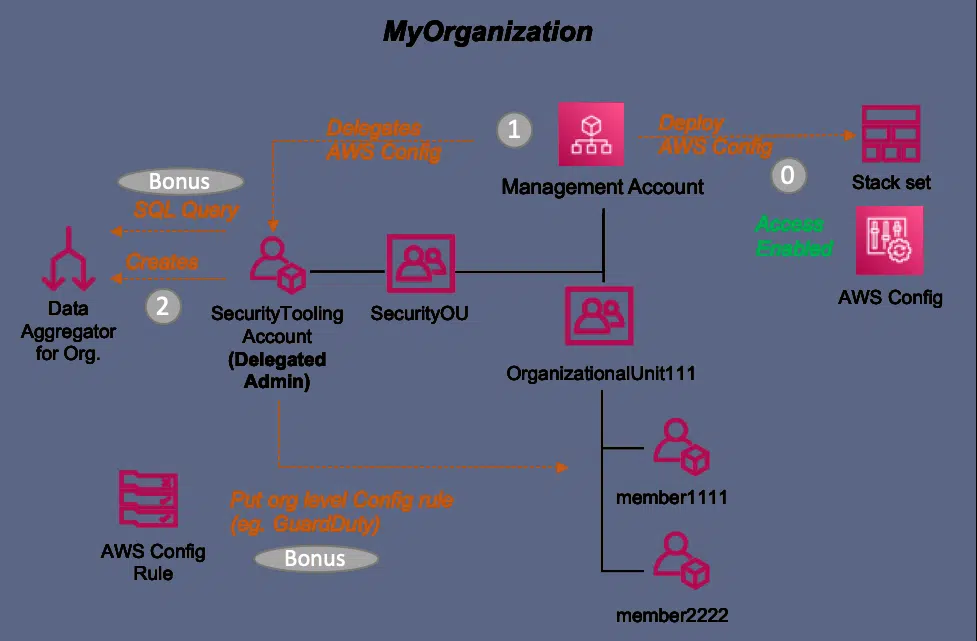 MyOrganization
Delegates
AWS Config
1
Deploy
AWS Config
0
Management Account
Stack set
Bonus
SQL Query
Access
Enabled
Creates
2
AWS Config
Data
Aggregator
for Org.
SecurityTooling
Account
(Delegated
Admin)
SecurityOU
OrganizationalUnit111
member1111
Put org level Config rule
(eg. GuardDuty)
Bonus
AWS Config
Rule
member2222